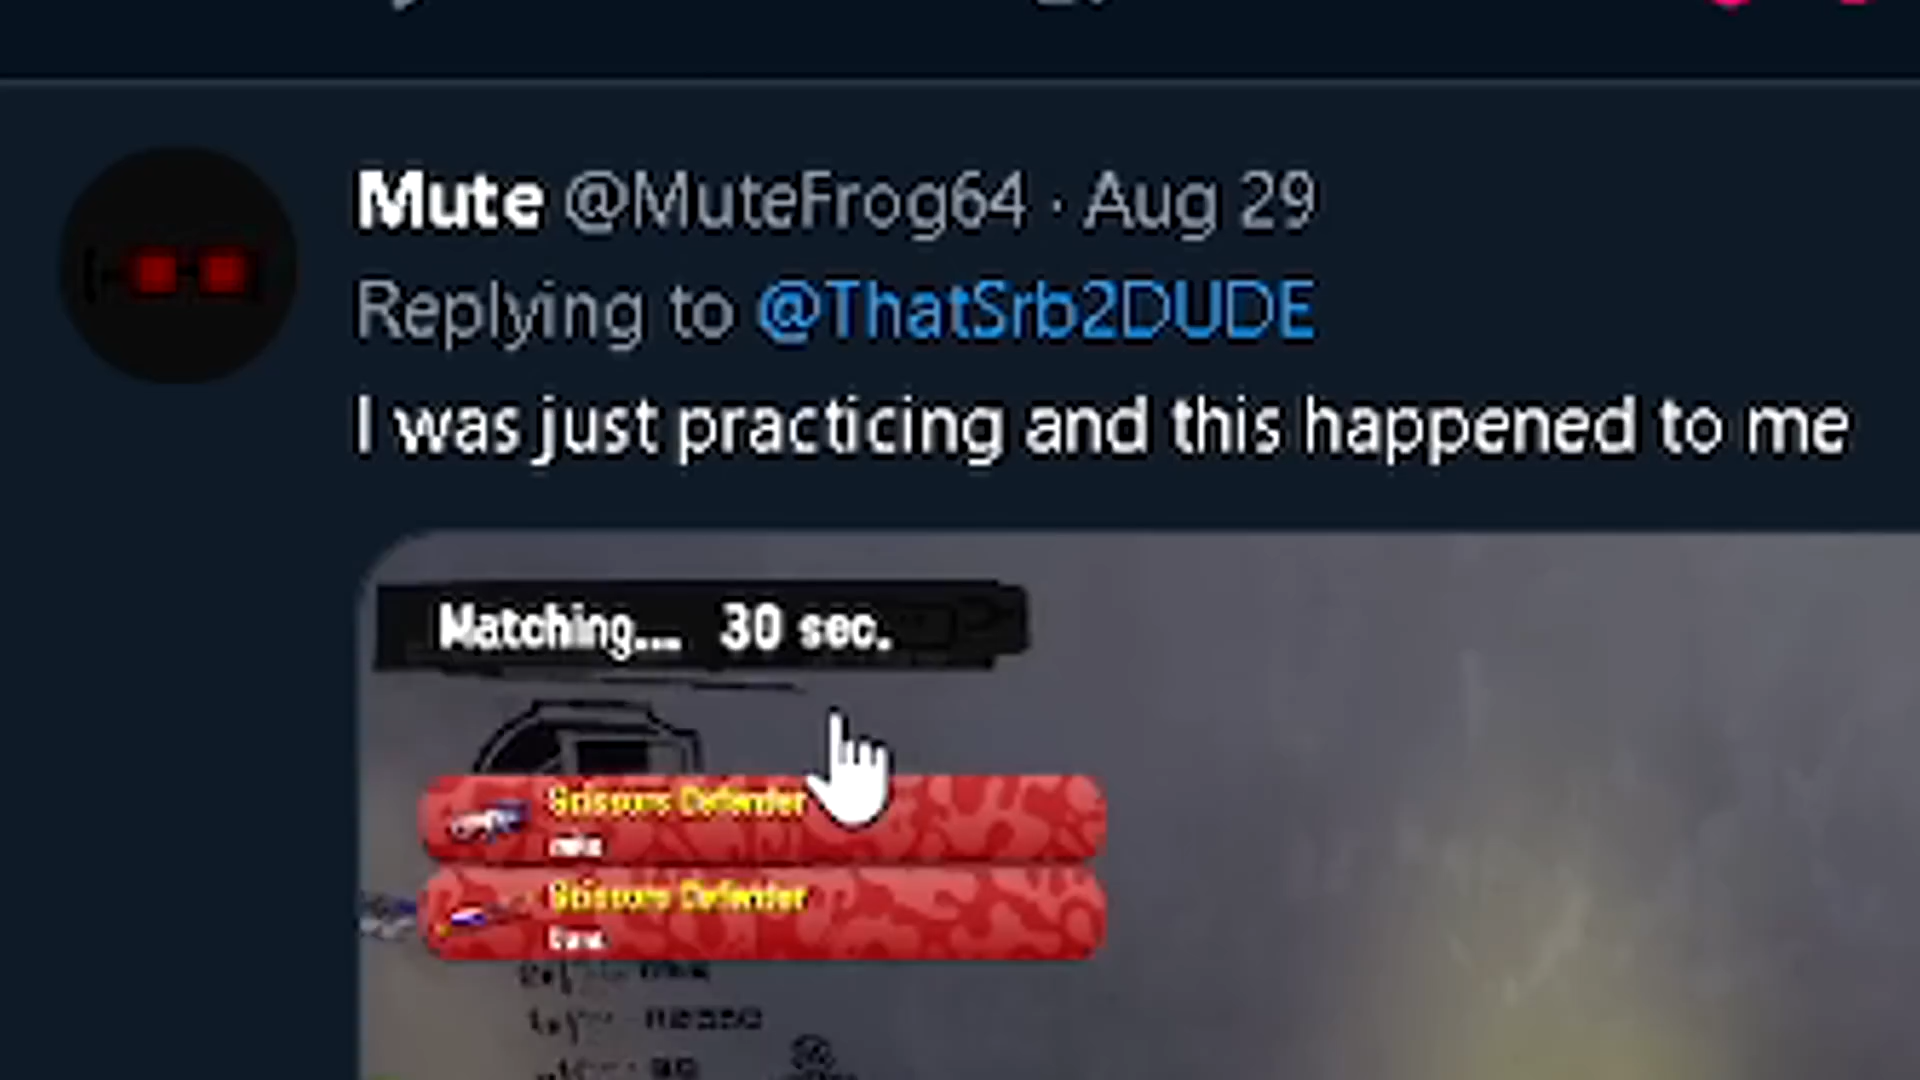 Mute @MuteFrog64 · Aug 29
Replying to @ThatSrb2DUDE
I was just practicing and this happened to me
Matching... 30 sec.
Scissors Defender
Scissors Defender